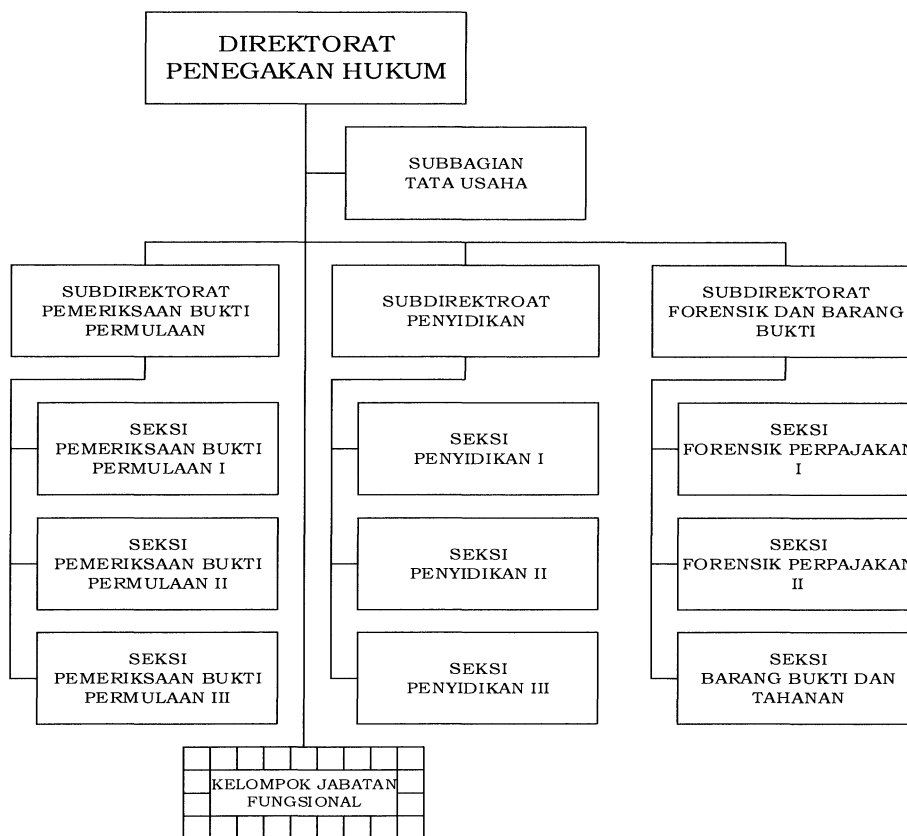 DIREKTORAT
PENEGAKAN HUKUM
SUBBAGIAN
TATA USAHA
SUBDIREKTORAT
PEMERIKSAAN BUKTI
PERMULAAN
SUBDIREKTROAT
PENYIDIKAN
SUBDIREKTORAT
FORENSIK DAN BARANG
BUKTI
SEKSI
PEMERIKSAAN BUKTI
PERMULAAN I
SEKSI
PENYIDIKAN I
SEKSI
FORENSIK PERPAJAKAN
I
SEKSI
PEMERIKSAAN BUKTI
PERMULAAN II
SEKSI
PENYIDIKAN II
SEKSI
FORENSIK PERPAJAKAN
II
SEKSI
PEMERIKSAAN BUKTI
PERMULAAN III
SEKSI
PENYIDIKAN III
SEKSI
BARANG BUKTI DAN
TAHANAN
KELOMPOK JABATAN
FUNGSIONAL